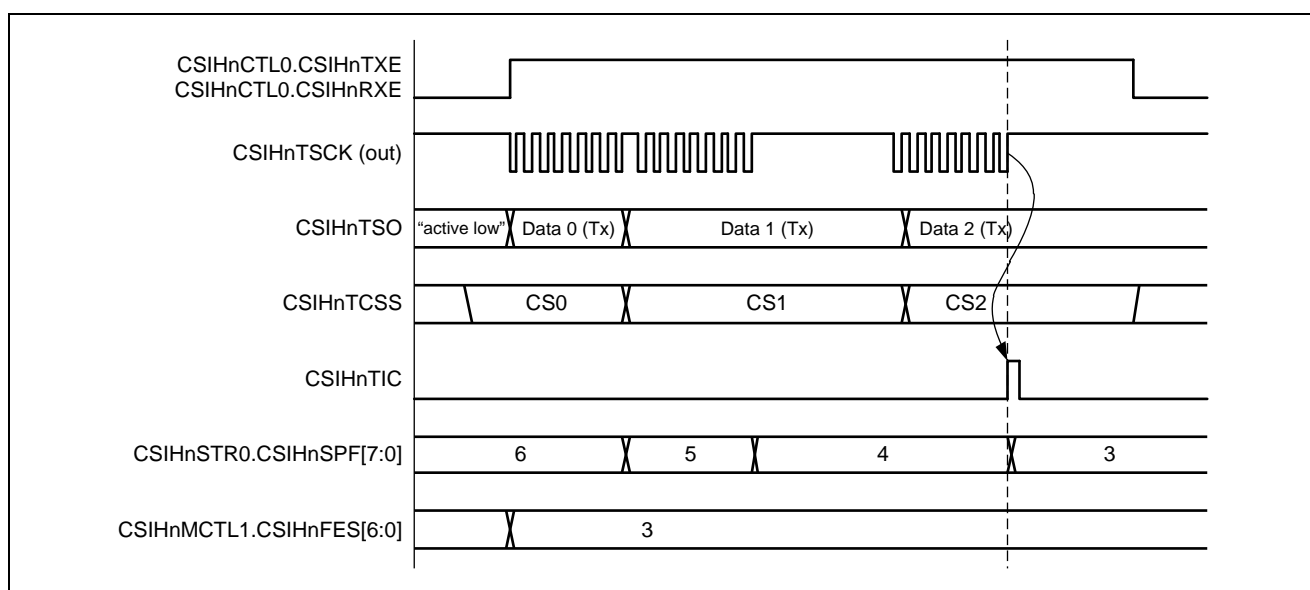 CSIHnCTL0.CSIHnTXE
CSIHnCTL0.CSIHnRXE
CSIHnTSCK (out)
CSIHnTSO
“active low” Data 0 (Tx) Data 1 (Tx) Data 2 (Tx)
CSIHnTCSS
CS0 CS1 CS2
CSIHnTIC
CSIHnSTR0.CSIHnSPF[7:0]
6 5 4 3
CSIHnMCTL1.CSIHnFES[6:0]
3